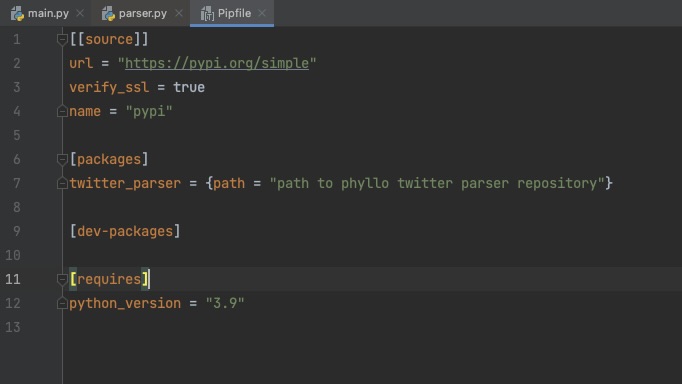 main.py parser.py Pipfile
1 [[source]]
2 url = "https://pypi.org/simple"
3 verify_ssl = true
4 name = "pypi"
5
6 [packages]
7 twitter_parser = {path = "path to phyllo twitter parser repository"}
8
9 [dev-packages]
10
11 [requires]
12 python_version = "3.9"
13